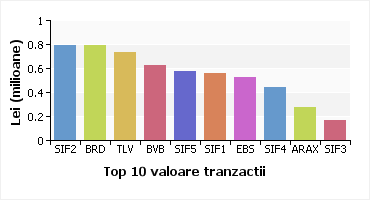 Lei (milioane)
1
0.8
0.6
0.4
0.2
0
SIF2 BRD TLV BVB SIF5 SIF1 EBS SIF4 ARAX SIF3
Top 10 valoare tranzactii